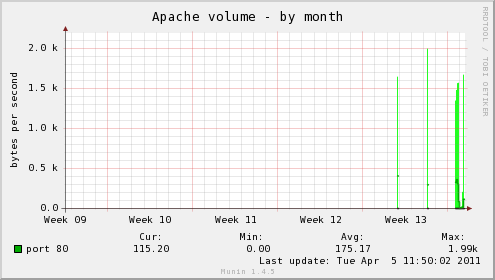 Apache volume - by month
RRDTOOL / TOBI OETIKER
bytes per second
2.0 k
1.5 k
1.0 k
0.5 k
0.0
Week 09 Week 10 Week 11 Week 12 Week 13
Cur: Min: Avg: Max:
port 80 115.20 0.00 175.17 1.99k
Last update: Tue Apr  5 11:50:02 2011
Munin 1.4.5